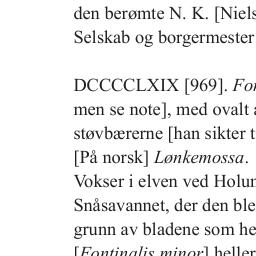 den berømte N. K. [Niels
Selskab og borgermester
DCCCCLXIX [969]. For
men se note], med ovalt
støvbærerne [han sikter t
[På norsk] Lønkemossa.
Vokser i elven ved Holun
Snåsavannet, der den ble
grunn av bladene som he
[Fontinalis minor] heller